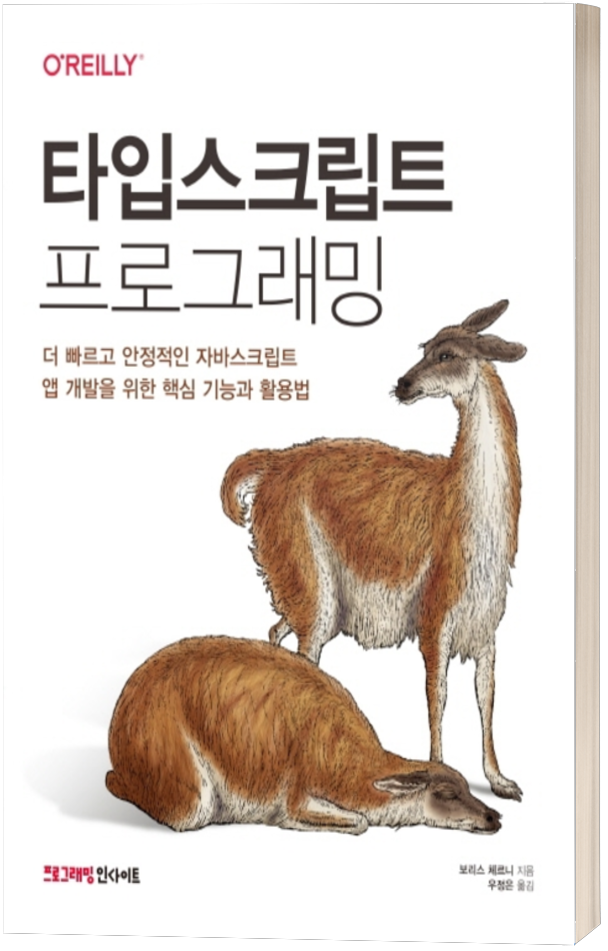 O'REILLY®
타입스크립트
프로그래밍
더 빠르고 안정적인 자바스크립트
앱 개발을 위한 핵심 기능과 활용법
프로그래밍 인사이트
보리스 체르니 지음
우정은 옮김